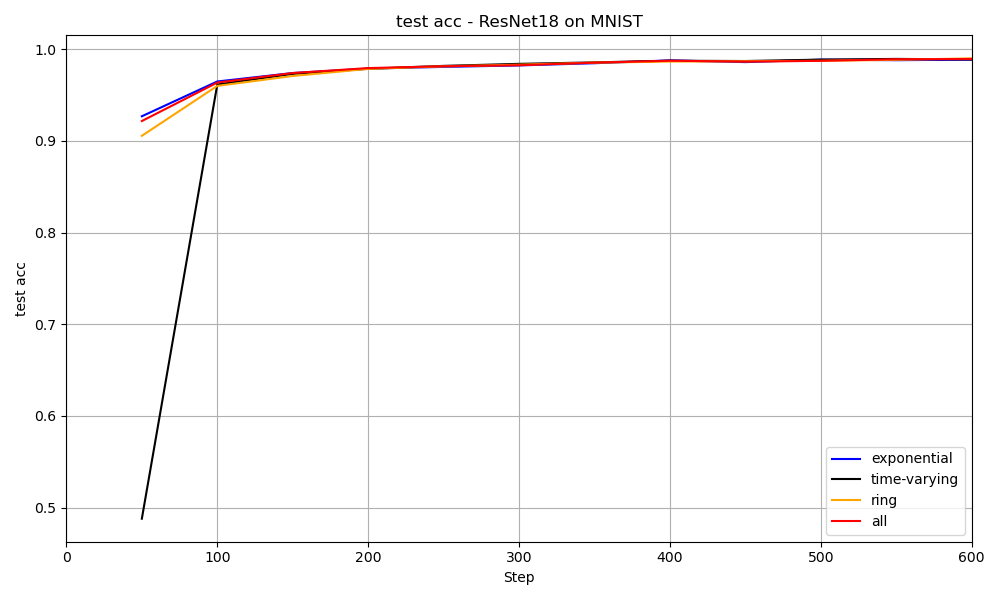 test acc - ResNet18 on MNIST
1.0
0.9
0.8
0.7
0.6
0.5
test acc
0
100
200
300
400
500
600
Step
exponential
time-varying
ring
all